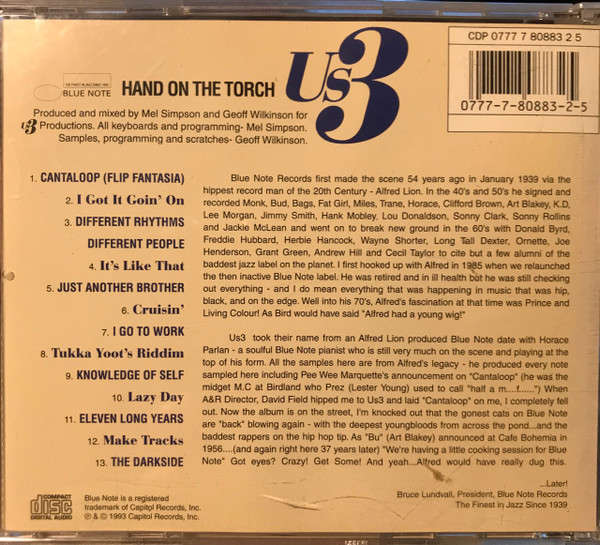 CDP 0777 7 80883 2 5
0777-7-80883-2-5
BLUE NOTE
HAND ON THE TORCH
Us3
Produced and mixed by Mel Simpson and Geoff Wilkinson for
us3 Productions. All keyboards and programming- Mel Simpson.
Samples, programming and scratches- Geoff Wilkinson.
1. CANTALOOP (FLIP FANTASIA)
2. I Got It Goin' On
3. DIFFERENT RHYTHMS
DIFFERENT PEOPLE
4. It's Like That
5. JUST ANOTHER BROTHER
6. Cruisin'
7. I GO TO WORK
8. Tukka Yoot's Riddim
9. KNOWLEDGE OF SELF
10. Lazy Day
11. ELEVEN LONG YEARS
12. Make Tracks
13. THE DARKSIDE
Blue Note Records first made the scene 54 years ago in January 1939 via the
hippest record man of the 20th Century - Alfred Lion. In the 40's and 50's he signed and
recorded Monk, Bud, Bags, Fat Girl, Miles, Trane, Horace, Clifford Brown, Art Blakey, K.D,
Lee Morgan, Jimmy Smith, Hank Mobley, Lou Donaldson, Sonny Clark, Sonny Rollins
and Jackie McLean and went on to break new ground in the 60's with Donald Byrd,
Freddie Hubbard, Herbie Hancock, Wayne Shorter, Long Tall Dexter, Ornette, Joe
Henderson, Grant Green, Andrew Hill and Cecil Taylor to cite but a few alumni of the
baddest jazz label on the planet. I first hooked up with Alfred in 1985 when we relaunched
the then inactive Blue Note label. He was retired and in ill health but he was still checking
out everything - and I do mean everything that was happening in music that was hip,
black, and on the edge. Well into his 70's, Alfred's fascination at that time was Prince and
Living Colour! As Bird would have said "Alfred had a young wig!"
Us3 took their name from an Alfred Lion produced Blue Note date with Horace
Parlan - a soulful Blue Note pianist who is still very much on the scene and playing at the
top of his form. All the samples here are from Alfred's legacy - he produced every note
sampled here including Pee Wee Marquette's announcement on "Cantaloop" (he was the
midget M.C at Birdland who Prez (Lester Young) used to call "half a m....f......") When
A&R Director, David Field hipped me to Us3 and laid "Cantaloop" on me, I completely fell
out. Now the album is on the street, I'm knocked out that the gonest cats on Blue Note
are "back" blowing again - with the deepest youngbloods from across the pond...and the
baddest rappers on the hip hop tip. As "Bu" (Art Blakey) announced at Cafe Bohemia in
1956....(and again right here 37 years later) "We're having a little cooking session for Blue
Note" Got eyes? Crazy! Get Some! And yeah...Alfred would have really dug this.
...Later!
Bruce Lundvall, President, Blue Note Records
The Finest in Jazz Since 1939
COMPACT
disc
DIGITAL AUDIO
Blue Note is a registered
trademark of Capitol Records, Inc.
℗ & © 1993 Capitol Records, Inc.